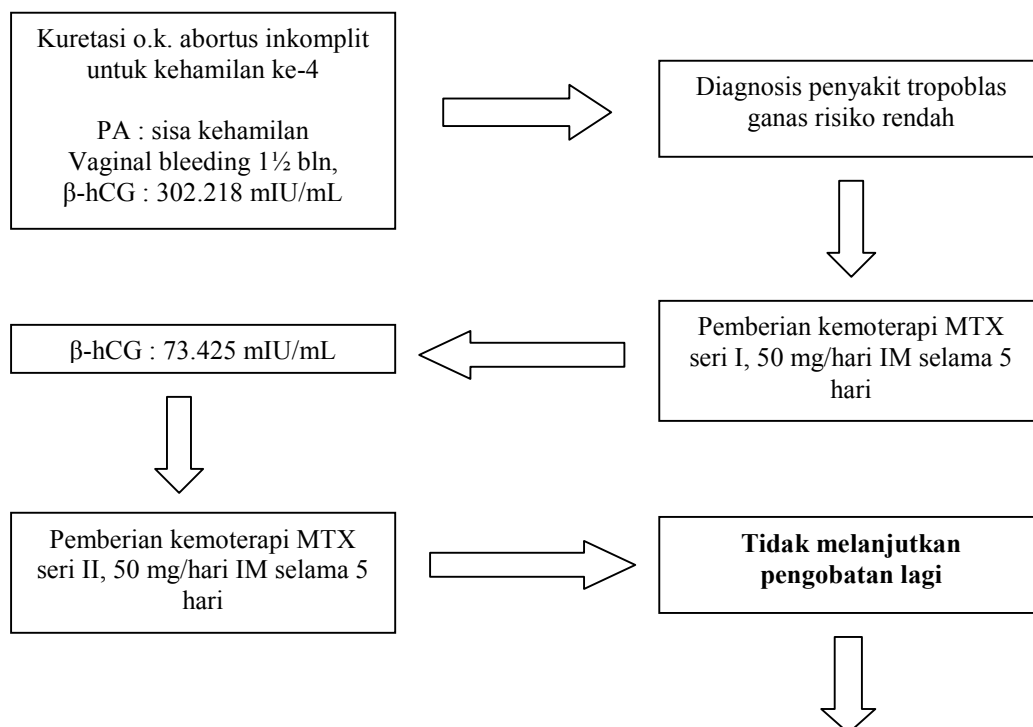 Kuretasi o.k. abortus inkomplit
untuk kehamilan ke-4
PA : sisa kehamilan
Vaginal bleeding 1½ bln,
β-hCG : 302.218 mIU/mL
Diagnosis penyakit tropoblas
ganas risiko rendah
Pemberian kemoterapi MTX
seri I, 50 mg/hari IM selama 5
hari
β-hCG : 73.425 mIU/mL
Pemberian kemoterapi MTX
seri II, 50 mg/hari IM selama 5
hari
Tidak melanjutkan
pengobatan lagi